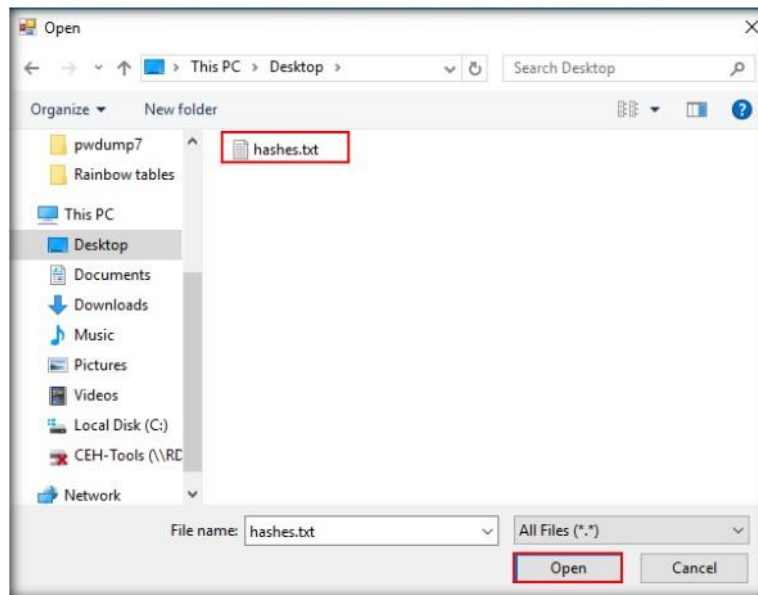 Open
This PC > Desktop >
Search Desktop
Organize
New folder
pwdump7
Rainbow tables
This PC
Desktop
Documents
Downloads
Music
Pictures
Videos
Local Disk (C:)
CEH-Tools (\\RD
Network
hashes.txt
File name: hashes.txt
All Files (*.*)
Open
Cancel